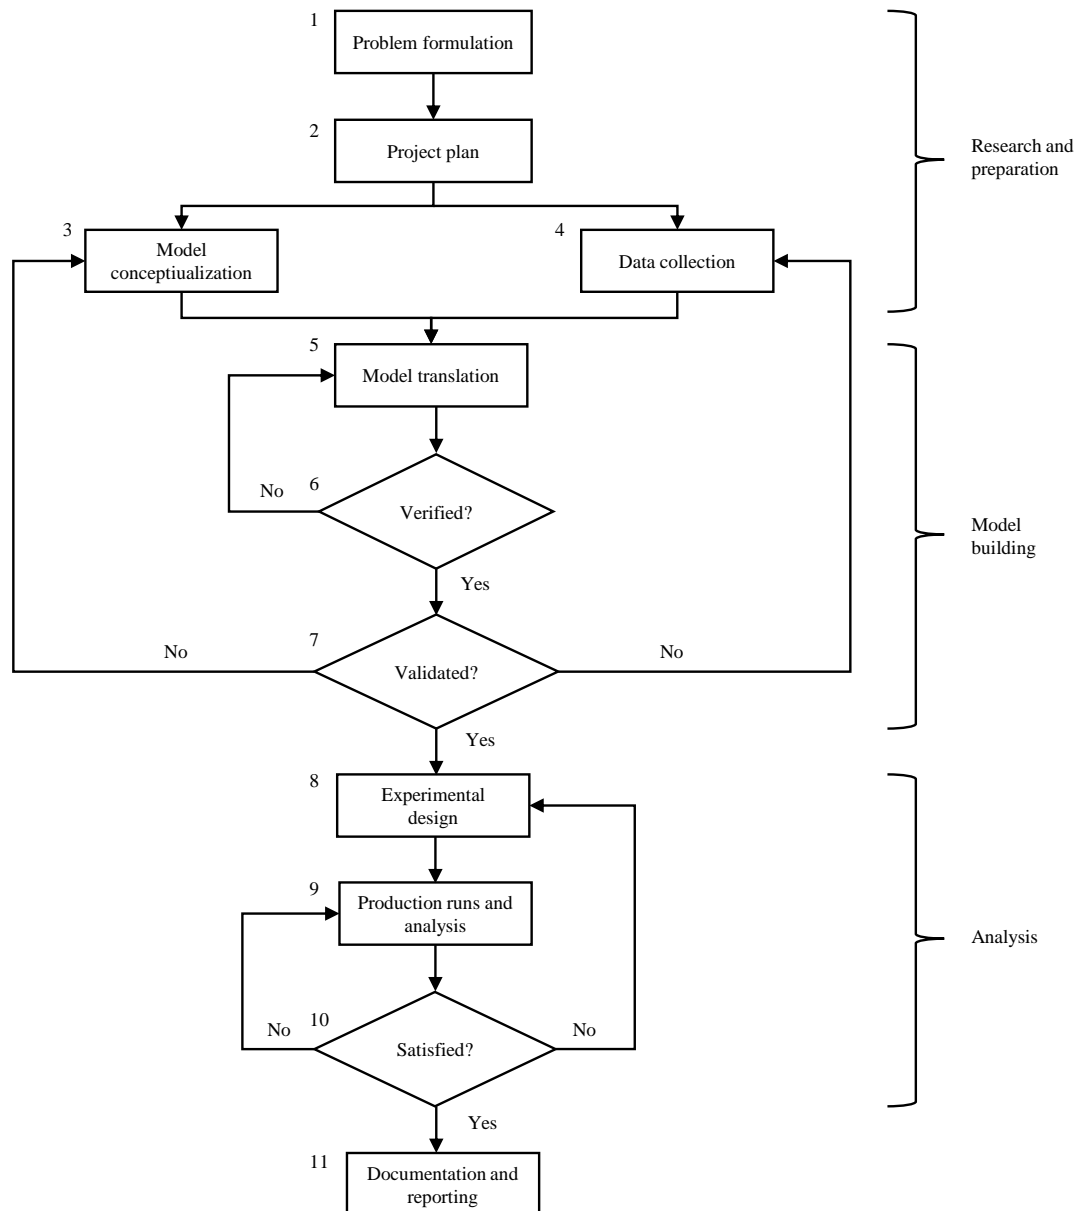 1
Problem formulation
2
Project plan
Research and
preparation
3
Model
conceptiualization
4
Data collection
5
Model translation
6
No
Verified?
Yes
Model
building
7
No
Validated?
No
Yes
8
Experimental
design
9
Production runs and
analysis
Analysis
10
No
Satisfied?
No
Yes
11
Documentation and
reporting